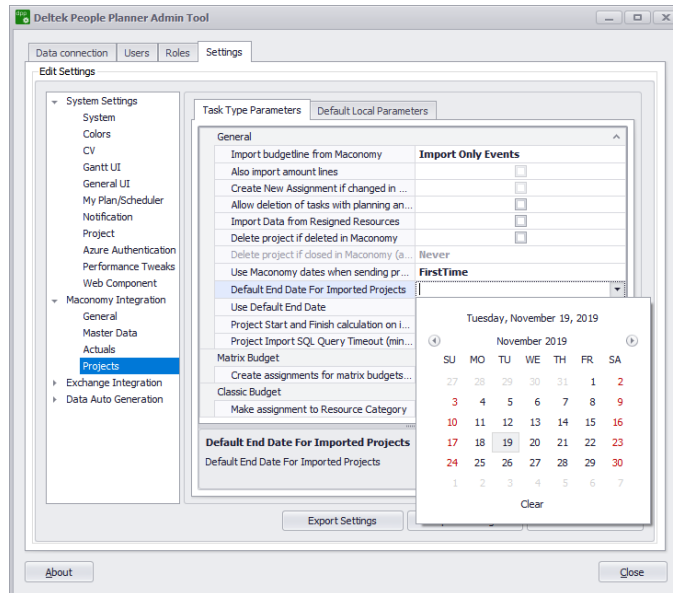 app
Deltek People Planner Admin Tool
Data connection Users Roles Settings
Edit Settings
System Settings
System
Colors
CV
Gantt UI
General UI
My Plan/Scheduler
Notification
Project
Azure Authentication
Performance Tweaks
Web Component
Maconomy Integration
General
Master Data
Actuals
Projects
Exchange Integration
Data Auto Generation
Task Type Parameters Default Local Parameters
General
Import budgetline from Maconomy Import Only Events
Also import amount lines
Create New Assignment if changed in ...
Allow deletion of tasks with planning an...
Import Data from Resigned Resources
Delete project if deleted in Maconomy
Delete project if closed in Maconomy (a... Never
Use Maconomy dates when sending pr... FirstTime
Default End Date For Imported Projects
Use Default End Date
Project Start and Finish calculation on i...
Project Import SQL Query Timeout (min...
Matrix Budget
Create assignments for matrix budgets...
Classic Budget
Make assignment to Resource Category
Default End Date For Imported Projects
Default End Date For Imported Projects
Tuesday, November 19, 2019
November 2019
SU MO TU WE TH FR SA
27 28 29 30 31 1 2
3 4 5 6 7 8 9
10 11 12 13 14 15 16
17 18 19 20 21 22 23
24 25 26 27 28 29 30
1 2 3 4 5 6 7
Clear
Export Settings
About Close